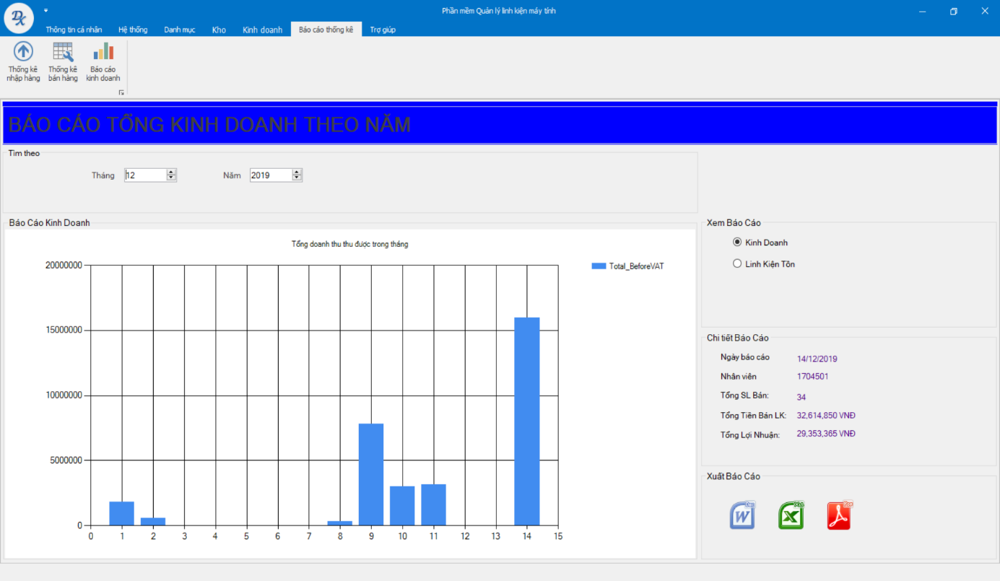 Phần mềm Quản lý linh kiện máy tính
Thông tin cá nhân Hệ thống Danh mục Kho Kinh doanh Báo cáo thống kê Trợ giúp
Thống kê nhập hàng
Thống kê bán hàng
Báo cáo kinh doanh
BÁO CÁO TỔNG KINH DOANH THEO NĂM
Tìm theo
Tháng 12 Năm 2019
Báo Cáo Kinh Doanh
Tổng doanh thu thu được trong tháng
Total_BeforeVAT
20000000
15000000
10000000
5000000
0
0 1 2 3 4 5 6 7 8 9 10 11 12 13 14 15
Xem Báo Cáo
Kinh Doanh
Linh Kiện Tồn
Chi tiết Báo Cáo
Ngày báo cáo 14/12/2019
Nhân viên 1704501
Tổng SL Bán: 34
Tổng Tiền Bán LK: 32,614,850 VNĐ
Tổng Lợi Nhuận: 29,353,365 VNĐ
Xuất Báo Cáo